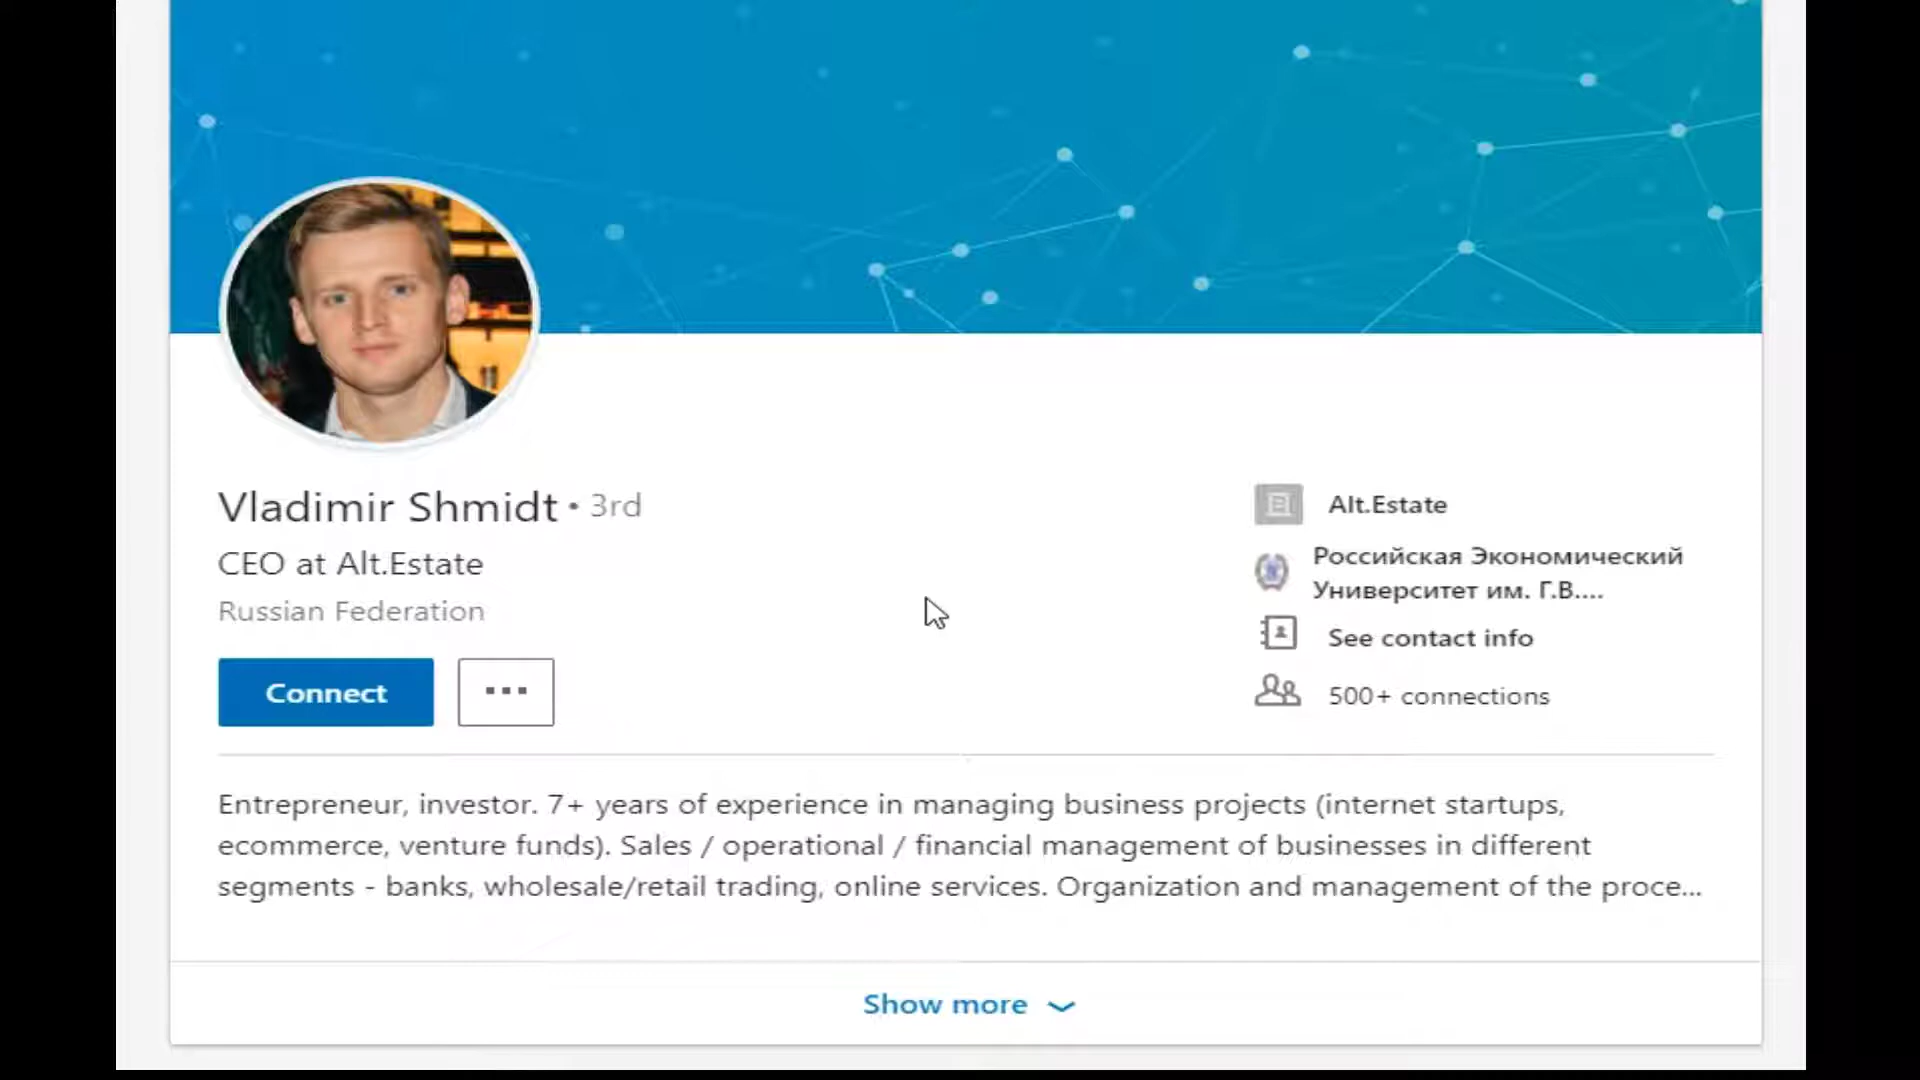 Vladimir Shmidt • 3rd
CEO at Alt.Estate
Russian Federation
Connect
Alt.Estate
Российская Экономический
Университет им. Г.В....
See contact info
500+ connections
Entrepreneur, investor. 7+ years of experience in managing business projects (internet startups,
ecommerce, venture funds). Sales / operational / financial management of businesses in different
segments - banks, wholesale/retail trading, online services. Organization and management of the proce...
Show more